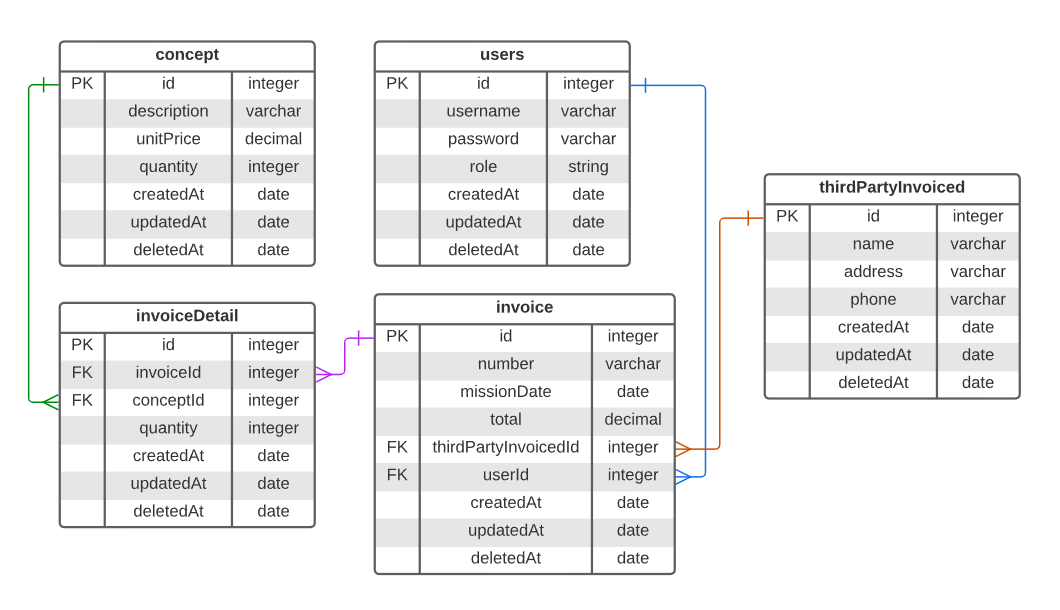 concept
PK id integer
description varchar
unitPrice decimal
quantity integer
createdAt date
updatedAt date
deletedAt date
users
PK id integer
username varchar
password varchar
role string
createdAt date
updatedAt date
deletedAt date
thirdPartyInvoiced
PK id integer
name varchar
address varchar
phone varchar
createdAt date
updatedAt date
deletedAt date
invoiceDetail
PK id integer
FK invoiceId integer
FK conceptId integer
quantity integer
createdAt date
updatedAt date
deletedAt date
invoice
PK id integer
number varchar
missionDate date
total decimal
FK thirdPartyInvoicedId integer
FK userId integer
createdAt date
updatedAt date
deletedAt date